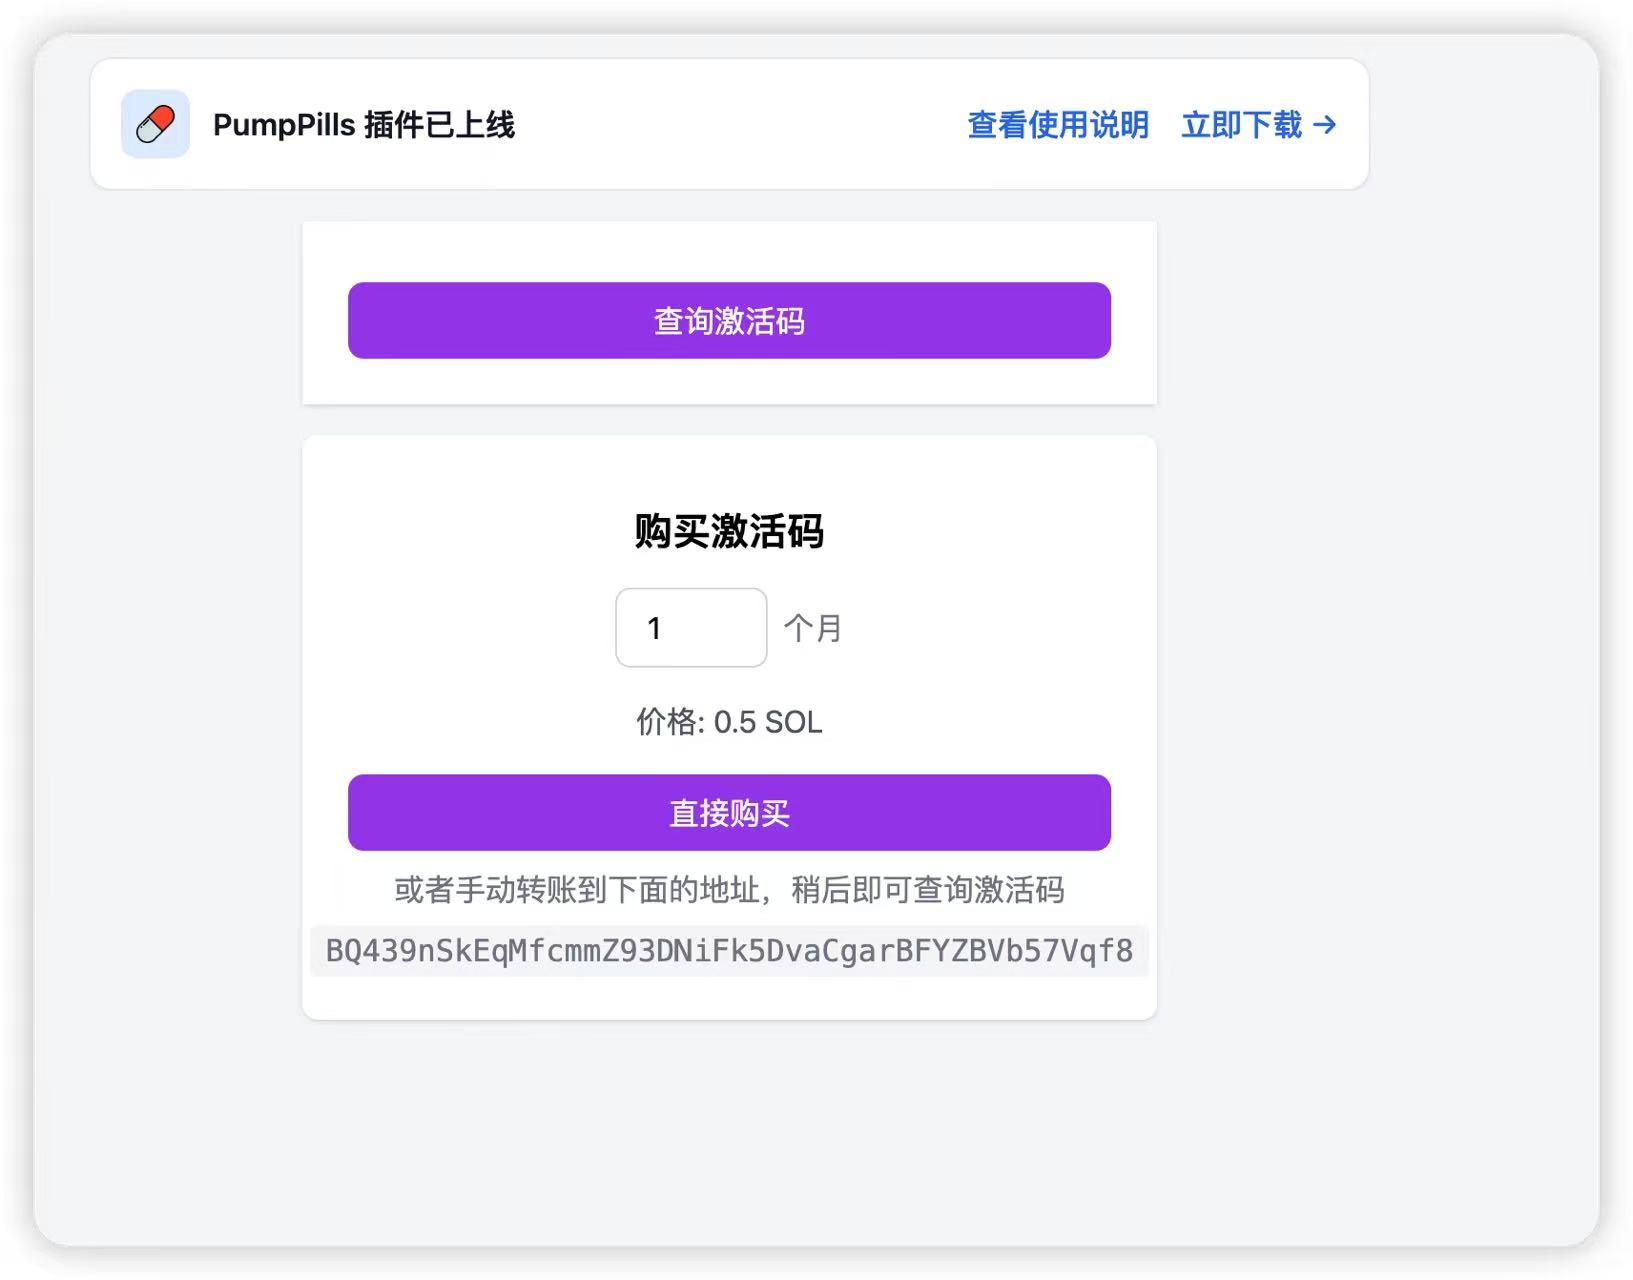 PumpPills 插件已上线
查看使用说明 立即下载 →
查询激活码
购买激活码
1 个月
价格: 0.5 SOL
直接购买
或者手动转账到下面的地址，稍后即可查询激活码
BQ439nSkEqMfcmmZ93DNiFk5DvaCgarBFYZBVb57Vqf8